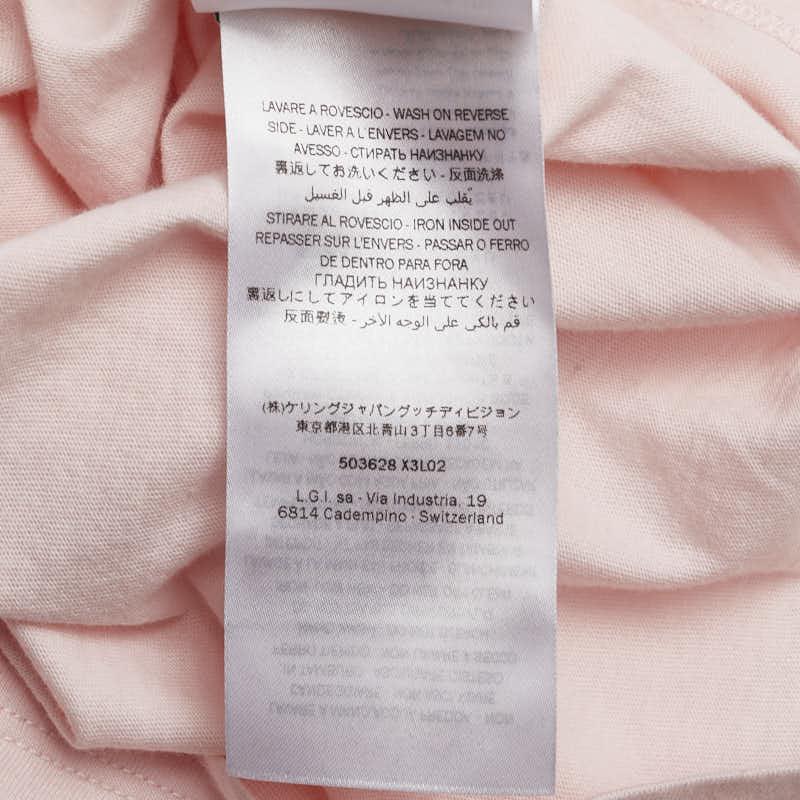 LAVARE A ROVESCIO - WASH ON REVERSE
SIDE - LAVER A L'ENVERS - LAVAGEM NO
AVESSO - СТИРАТЬ НАИЗНАНКУ
裏返してお洗いください - 反面洗涤
يُقلب على الظهر قبل الغسيل
STIRARE AL ROVESCIO - IRON INSIDE OUT
REPASSER SUR L'ENVERS - PASSAR O FERRO
DE DENTRO PARA FORA
ГЛАДИТЬ НАИЗНАНКУ
裏返しにしてアイロンを当ててください
反面熨烫 - قم بالكى على الوجه الآخر
(株)ケリングジャパングッチディビジョン
東京都港区北青山3丁目6番7号
503628 X3L02
L.G.I. sa - Via Industria, 19
6814 Cadempino - Switzerland